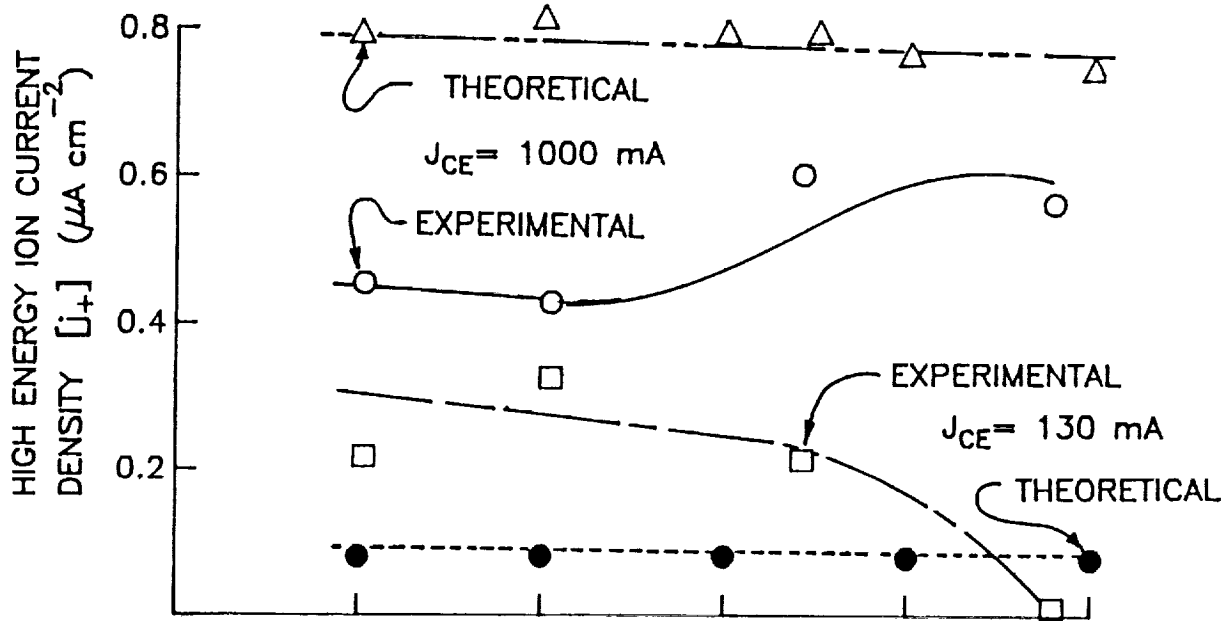 HIGH ENERGY ION CURRENT
DENSITY [j₊] (μA cm⁻²)
0.8
0.6
0.4
0.2
THEORETICAL
J_CE= 1000 mA
EXPERIMENTAL
EXPERIMENTAL
J_CE= 130 mA
THEORETICAL